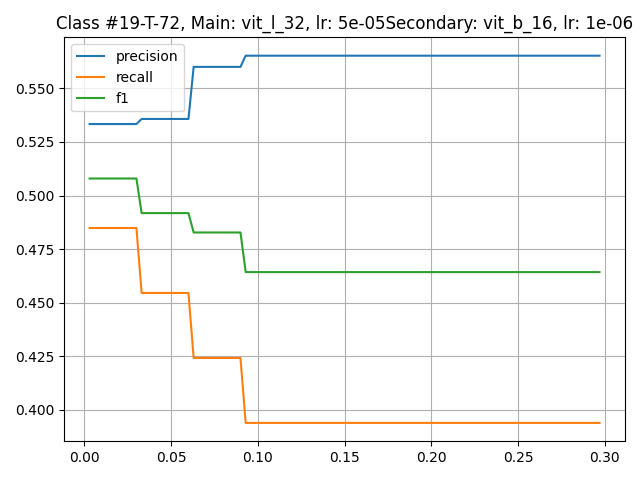 Class #19-T-72, Main: vit_l_32, lr: 5e-05Secondary: vit_b_16, lr: 1e-06
precision
recall
f1
0.550
0.525
0.500
0.475
0.450
0.425
0.400
0.00 0.05 0.10 0.15 0.20 0.25 0.30